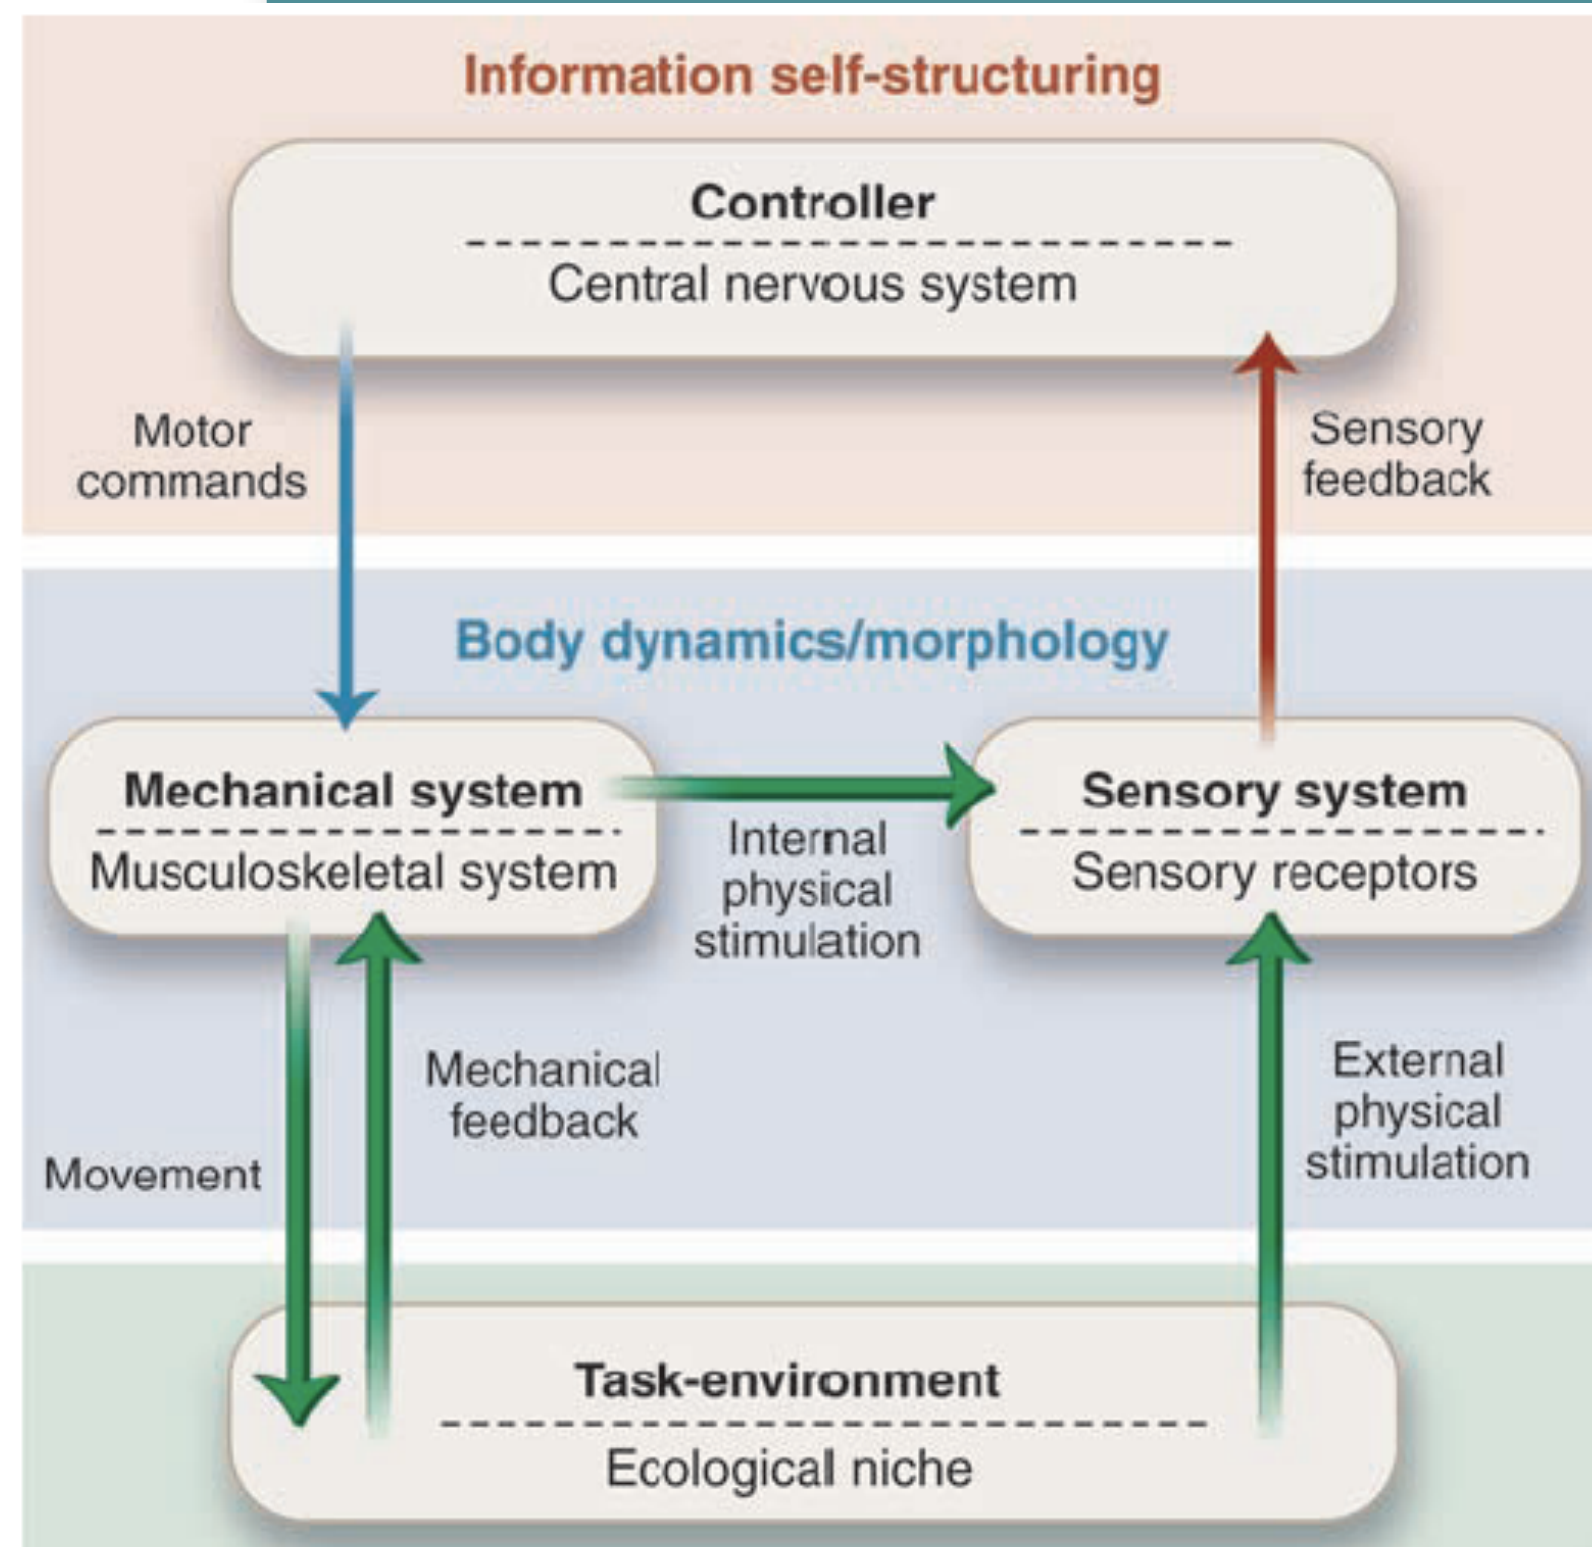 Information self-structuring
Controller
Central nervous system
Motor
commands
Sensory
feedback
Body dynamics/morphology
Mechanical system
Musculoskeletal system
Internal
physical
stimulation
Sensory system
Sensory receptors
Movement
Mechanical
feedback
External
physical
stimulation
Task-environment
Ecological niche